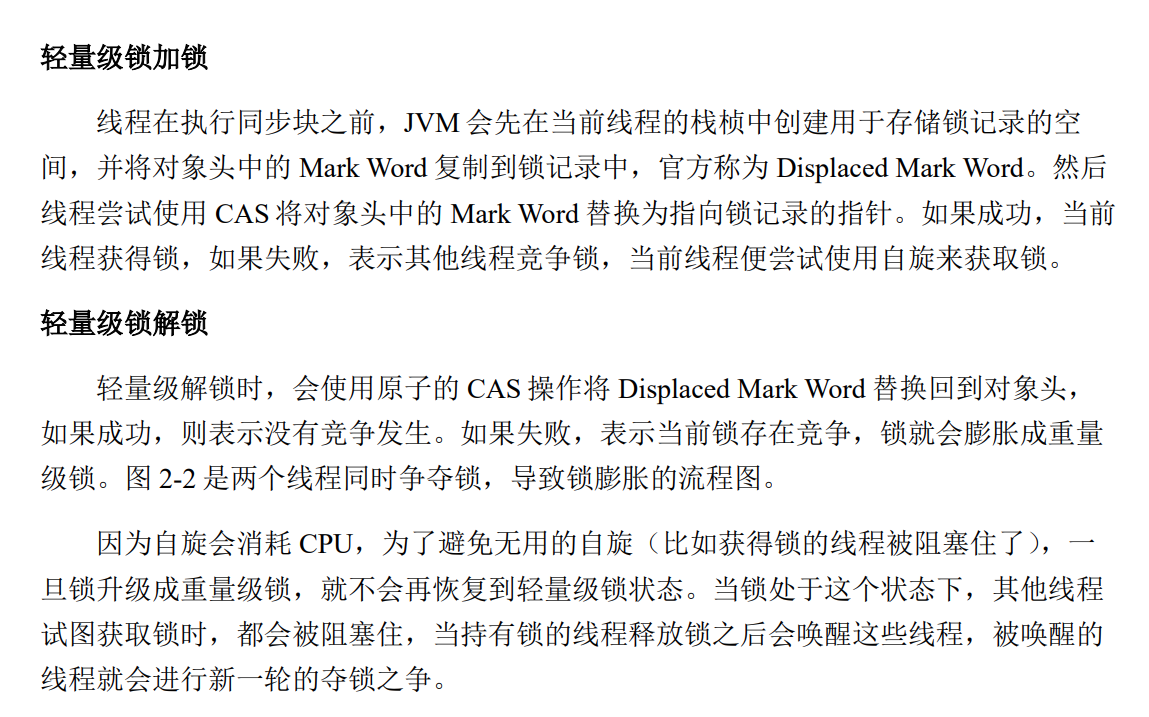 轻量级锁加锁
线程在执行同步块之前，JVM 会先在当前线程的栈桢中创建用于存储锁记录的空
间，并将对象头中的 Mark Word 复制到锁记录中，官方称为 Displaced Mark Word。然后
线程尝试使用 CAS 将对象头中的 Mark Word 替换为指向锁记录的指针。如果成功，当前
线程获得锁，如果失败，表示其他线程竞争锁，当前线程便尝试使用自旋来获取锁。
轻量级锁解锁
轻量级解锁时，会使用原子的 CAS 操作将 Displaced Mark Word 替换回到对象头，
如果成功，则表示没有竞争发生。如果失败，表示当前锁存在竞争，锁就会膨胀成重量
级锁。图 2-2 是两个线程同时争夺锁，导致锁膨胀的流程图。
因为自旋会消耗 CPU，为了避免无用的自旋（比如获得锁的线程被阻塞住了），一
旦锁升级成重量级锁，就不会再恢复到轻量级锁状态。当锁处于这个状态下，其他线程
试图获取锁时，都会被阻塞住，当持有锁的线程释放锁之后会唤醒这些线程，被唤醒的
线程就会进行新一轮的夺锁之争。